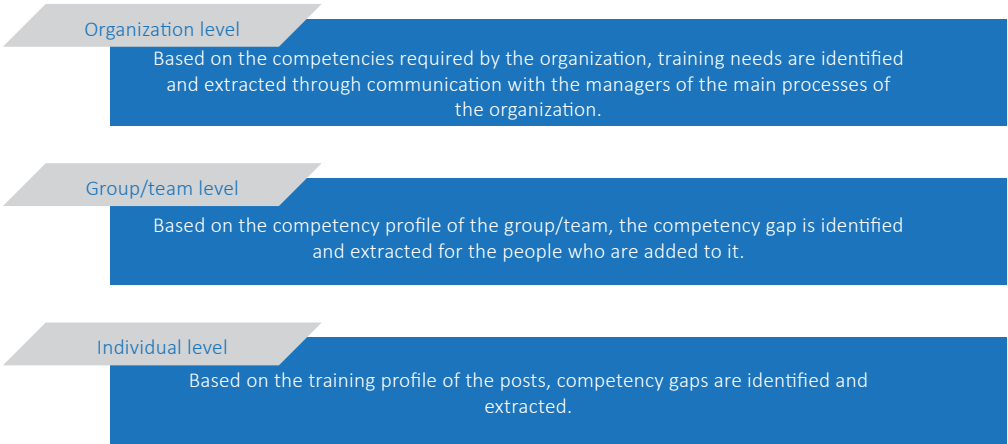 Organization level
Based on the competencies required by the organization, training needs are identified
and extracted through communication with the managers of the main processes of
the organization.
Group/team level
Based on the competency profile of the group/team, the competency gap is identified
and extracted for the people who are added to it.
Individual level
Based on the training profile of the posts, competency gaps are identified and
extracted.